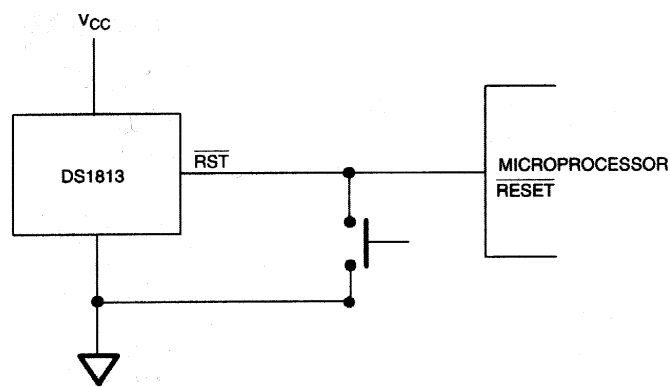 VCC
DS1813
RST
MICROPROCESSOR
RESET